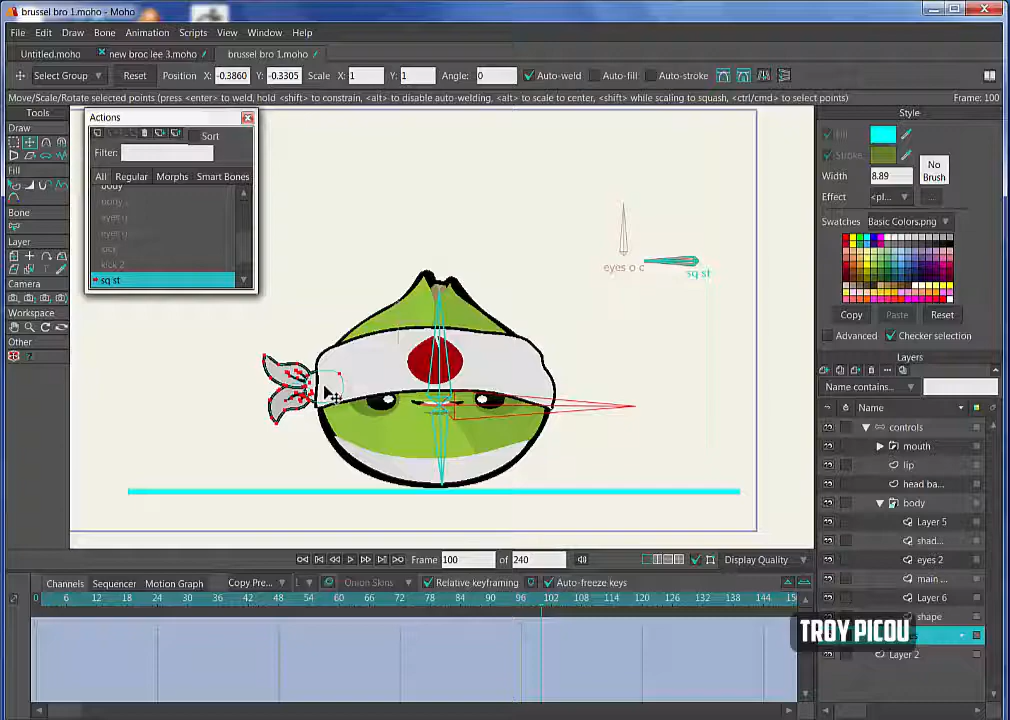 brussel bro 1.moho - Moho
File Edit Draw Bone Animation Scripts View Window Help
Untitled.moho new broc lee 3.moho brussel bro 1.moho
Select Group Reset Position X: -0.3860 Y: -0.3305 Scale X: 1 Y: 1 Angle: 0 Auto-weld Auto-fill Auto-stroke
Move/Scale/Rotate selected points (press <enter> to weld, hold <shift> to constrain, <alt> to disable auto-welding, <alt> to scale to center, <shift> while scaling to squash, <ctrl/cmd> to select points) Frame: 100
Tools
Draw
Fill
Bone
Layer
Camera
Workspace
Other
Actions
Sort
Filter:
All Regular Morphs Smart Bones
body
body
eyes
eyes
kick
kick 2
sq st
eyes o c
sq st
Style
Fill
Stroke
No Brush
Width 8.89
Effect <pl...
Swatches Basic Colors.png
Copy Paste Reset
Advanced Checker selection
Layers
Name contains...
Name
controls
mouth
lip
head ba...
body
Layer 5
shad...
eyes 2
main ...
Layer 6
shape
Layer 2
TROY PICOU
Frame 100 of 240 Display Quality
Channels Sequencer Motion Graph Copy Pre... Onion Skins Relative keyframing Auto-freeze keys
0 6 12 18 24 30 36 42 48 54 60 66 72 78 84 90 96 102 108 114 120 126 132 138 144